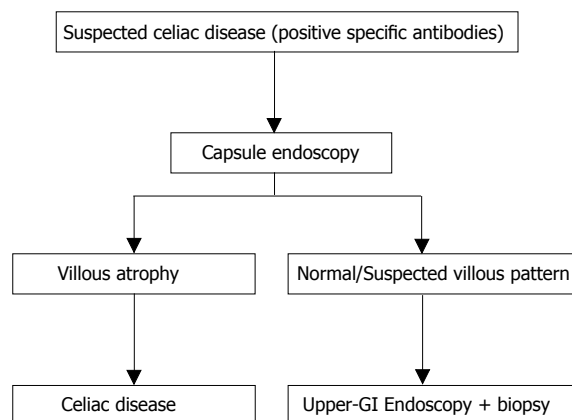 Suspected celiac disease (positive specific antibodies)
Capsule endoscopy
Villous atrophy
Normal/Suspected villous pattern
Celiac disease
Upper-GI Endoscopy + biopsy